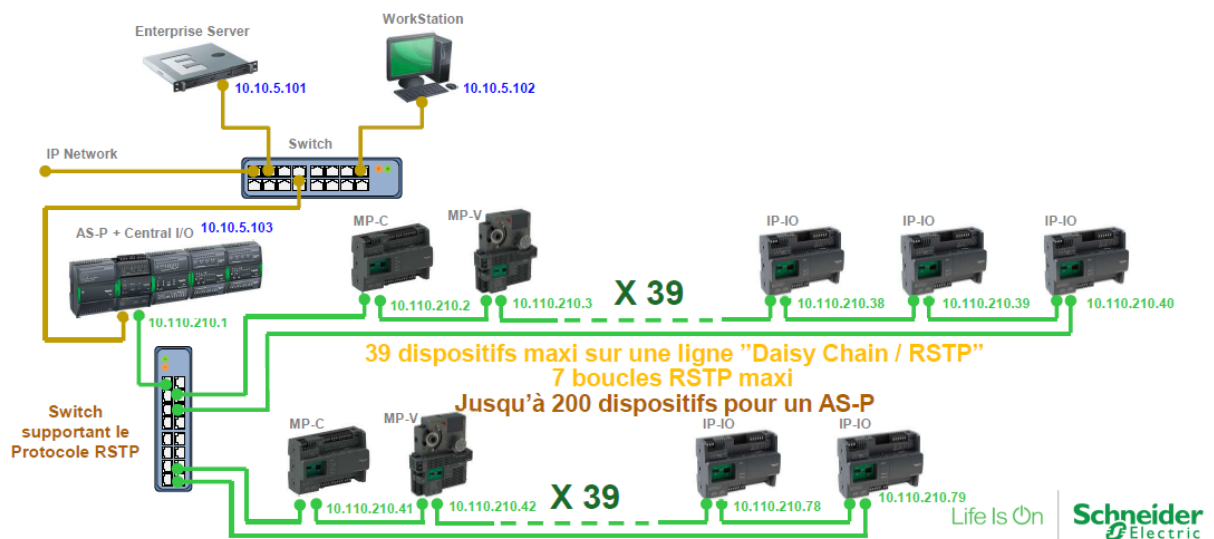 Enterprise Server
WorkStation
10.10.5.101
10.10.5.102
Switch
IP Network
AS-P + Central I/O
10.10.5.103
MP-C
MP-V
IP-IO
IP-IO
IP-IO
10.110.210.1
10.110.210.2
10.110.210.3
X 39
10.110.210.38
10.110.210.39
10.110.210.40
39 dispositifs maxi sur une ligne ”Daisy Chain / RSTP”
7 boucles RSTP maxi
Jusqu’à 200 dispositifs pour un AS-P
Switch
supportant le
Protocole RSTP
MP-C
MP-V
IP-IO
IP-IO
10.110.210.41
10.110.210.42
X 39
10.110.210.78
10.110.210.79
Life Is On
Schneider
Electric